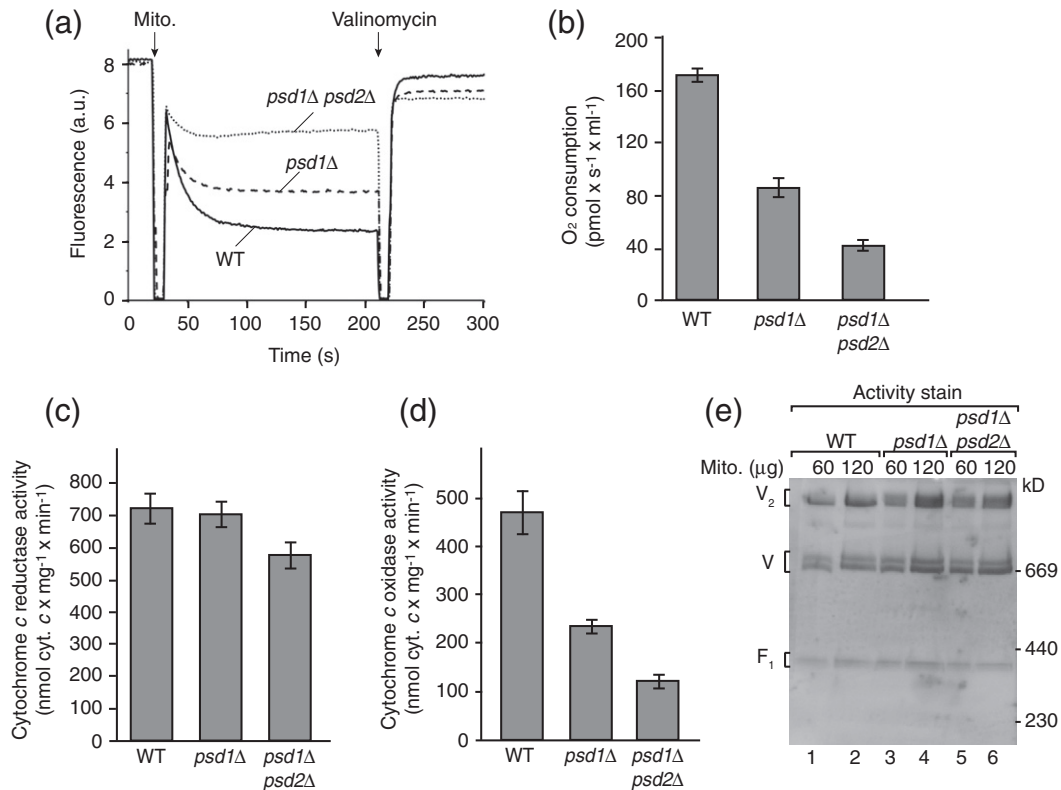 (a)
Mito.
Valinomycin
Fluorescence (a.u.)
8
6
4
2
0
psd1Δ psd2Δ
psd1Δ
WT
0 50 100 150 200 250 300
Time (s)
(b)
O2 consumption
(pmol x s-1 x ml-1)
200
160
120
80
40
0
WT psd1Δ psd1Δ
psd2Δ
(c)
Cytochrome c reductase activity
(nmol cyt. c x mg-1 x min-1)
800
700
600
500
400
300
200
100
0
WT psd1Δ psd1Δ
psd2Δ
(d)
Cytochrome c oxidase activity
(nmol cyt. c x mg-1 x min-1)
500
400
300
200
100
0
WT psd1Δ psd1Δ
psd2Δ
(e)
Activity stain
psd1Δ
WT psd1Δ psd2Δ
Mito. (µg) 60 120 60 120 60 120
kD
V2
V
669
440
F1
230
1 2 3 4 5 6